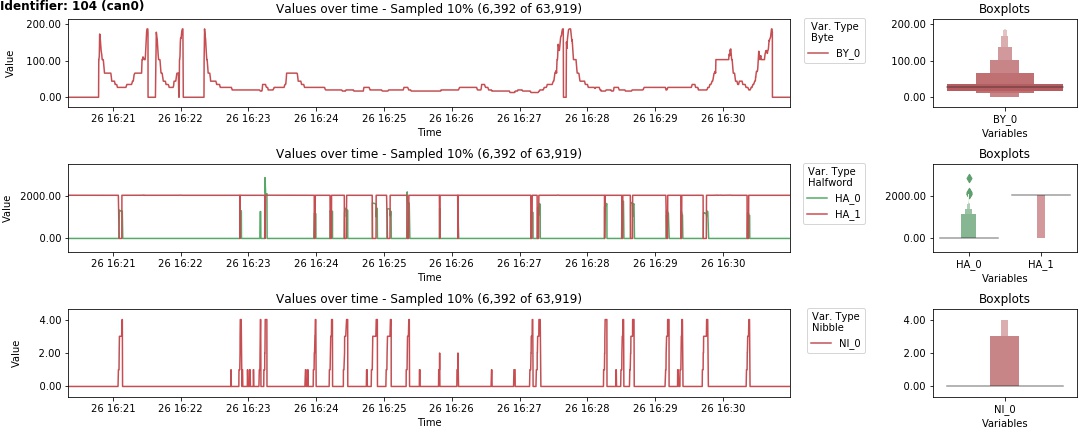 Identifier: 104 (can0)
Values over time - Sampled 10% (6,392 of 63,919)
Value
200.00
100.00
0.00
26 16:21 26 16:22 26 16:23 26 16:24 26 16:25 26 16:26 26 16:27 26 16:28 26 16:29 26 16:30
Time
Var. Type
Byte
BY_0
Boxplots
200.00
100.00
0.00
BY_0
Variables
Values over time - Sampled 10% (6,392 of 63,919)
Value
2000.00
0.00
26 16:21 26 16:22 26 16:23 26 16:24 26 16:25 26 16:26 26 16:27 26 16:28 26 16:29 26 16:30
Time
Var. Type
Halfword
HA_0
HA_1
Boxplots
2000.00
0.00
HA_0 HA_1
Variables
Values over time - Sampled 10% (6,392 of 63,919)
Value
4.00
2.00
0.00
26 16:21 26 16:22 26 16:23 26 16:24 26 16:25 26 16:26 26 16:27 26 16:28 26 16:29 26 16:30
Time
Var. Type
Nibble
NI_0
Boxplots
4.00
2.00
0.00
NI_0
Variables